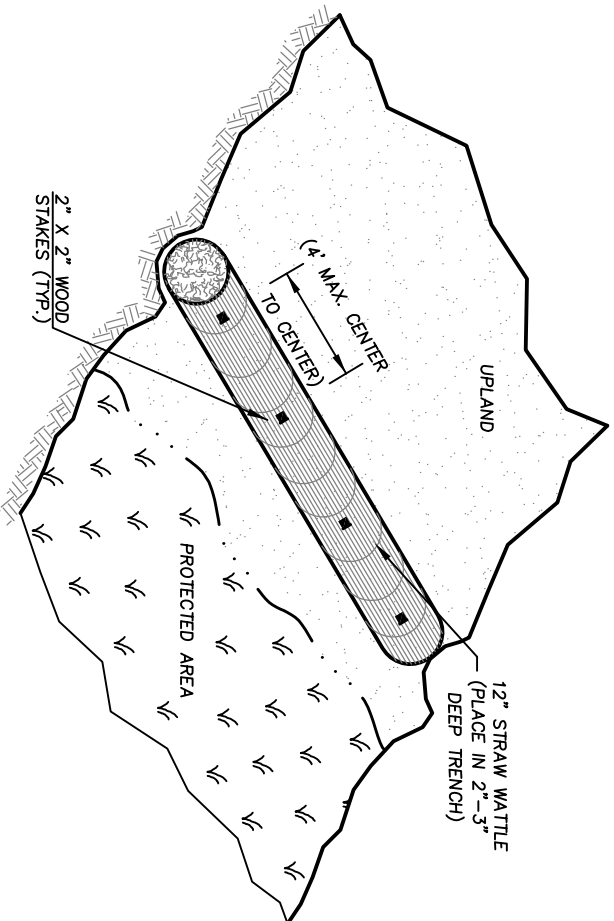 UPLAND
(4' MAX. CENTER
TO CENTER)
12" STRAW WATTLE
(PLACE IN 2"-3"
DEEP TRENCH)
2" X 2" WOOD
STAKES (TYP.)
PROTECTED AREA